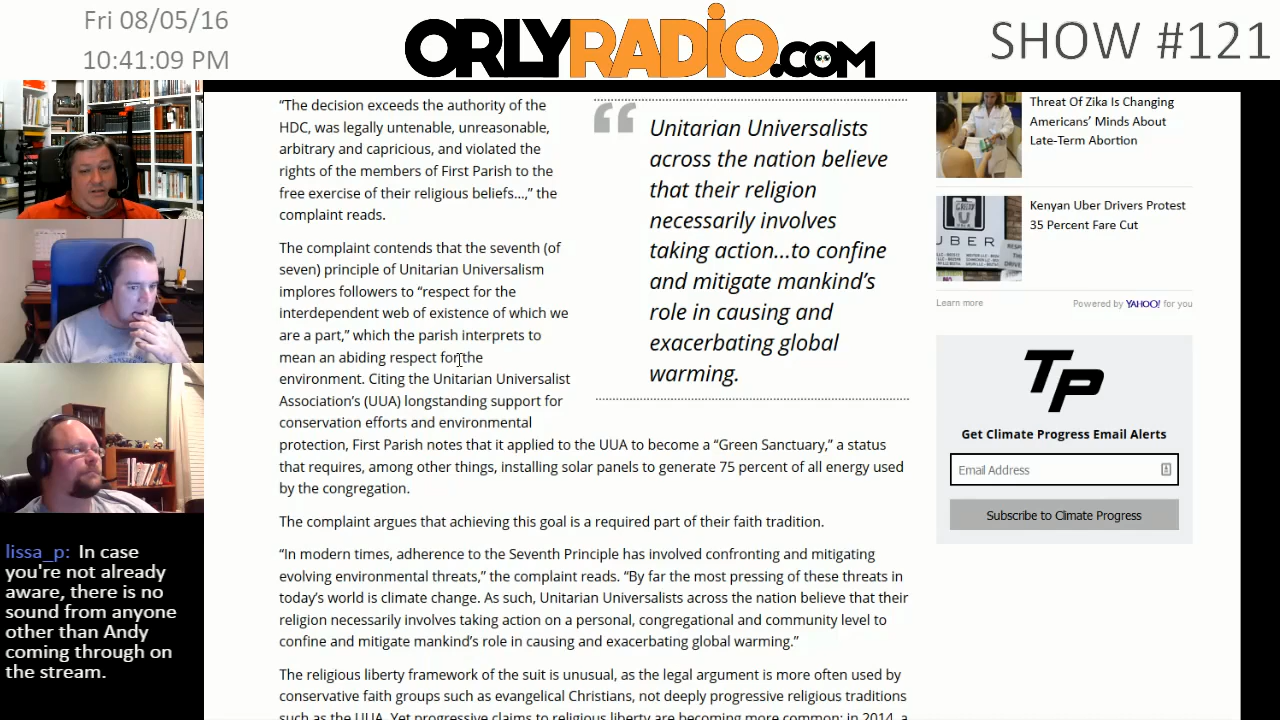 Fri 08/05/16
10:41:09 PM
ORLYRADiO.COM
SHOW #121
“The decision exceeds the authority of the
HDC, was legally untenable, unreasonable,
arbitrary and capricious, and violated the
rights of the members of First Parish to the
free exercise of their religious beliefs...,” the
complaint reads.
The complaint contends that the seventh (of
seven) principle of Unitarian Universalism
implores followers to “respect for the
interdependent web of existence of which we
are a part,” which the parish interprets to
mean an abiding respect for the
environment. Citing the Unitarian Universalist
Association’s (UUA) longstanding support for
conservation efforts and environmental
protection, First Parish notes that it applied to the UUA to become a “Green Sanctuary,” a status
that requires, among other things, installing solar panels to generate 75 percent of all energy used
by the congregation.
The complaint argues that achieving this goal is a required part of their faith tradition.
“In modern times, adherence to the Seventh Principle has involved confronting and mitigating
evolving environmental threats,” the complaint reads. “By far the most pressing of these threats in
today’s world is climate change. As such, Unitarian Universalists across the nation believe that their
religion necessarily involves taking action on a personal, congregational and community level to
confine and mitigate mankind’s role in causing and exacerbating global warming.”
The religious liberty framework of the suit is unusual, as the legal argument is more often used by
conservative faith groups such as evangelical Christians, not deeply progressive religious traditions
such as the UUA. Yet progressive claims to religious liberty are becoming more common: in 2014, a
“
Unitarian Universalists
across the nation believe
that their religion
necessarily involves
taking action...to confine
and mitigate mankind’s
role in causing and
exacerbating global
warming.
Threat Of Zika Is Changing
Americans’ Minds About
Late-Term Abortion
UBER
Kenyan Uber Drivers Protest
35 Percent Fare Cut
Learn more
Powered by YAHOO! for you
TP
Get Climate Progress Email Alerts
Email Address
Subscribe to Climate Progress
lissa_p: In case
you're not already
aware, there is no
sound from anyone
other than Andy
coming through on
the stream.